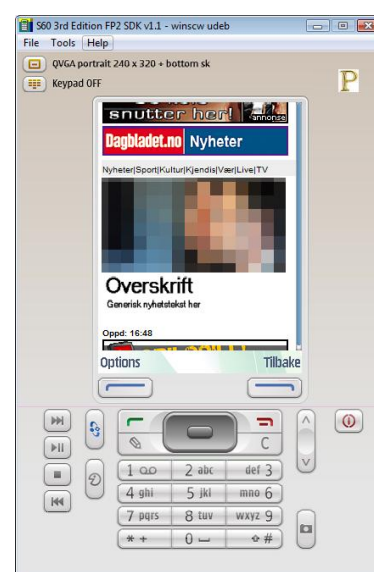 S60 3rd Edition FP2 SDK v1.1 - winscw udeb
File Tools Help
QVGA portrait 240 x 320 + bottom sk
Keypad OFF
P
snutter her!
annonse
Dagbladet.no Nyheter
Nyheter|Sport|Kultur|Kjendis|Vær|Live|TV
Overskrift
Generisk nyhetstekst her
Oppd: 16:48
Options Tilbake
C
1 2 abc def 3
4 ghi 5 jkl mno 6
7 pqrs 8 tuv wxyz 9
* + 0 #